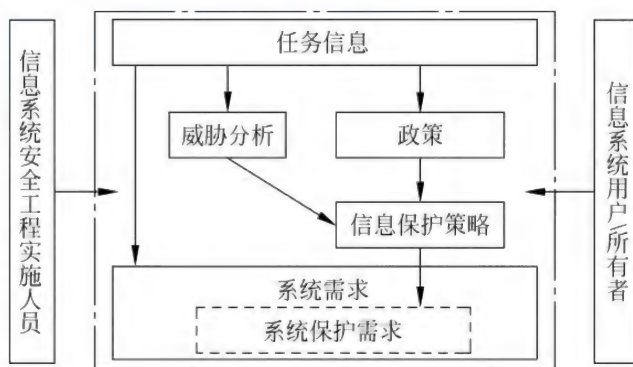 任务信息
信息系统安全工程实施人员
威胁分析
政策
信息系统用户/所有者
信息保护策略
系统需求
系统保护需求